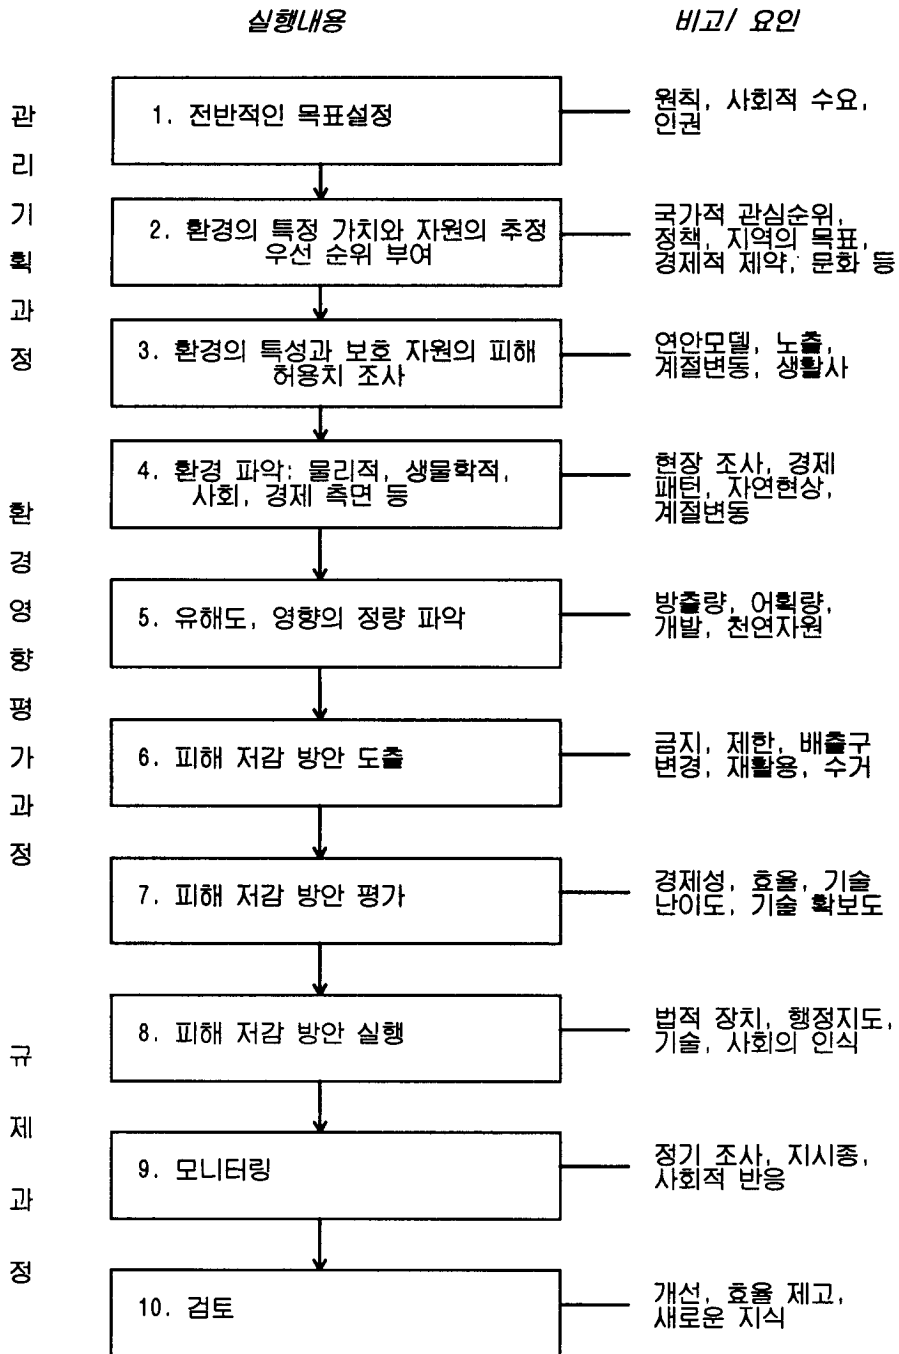 실행내용
비고/ 요인
관리기획과정
1. 전반적인 목표설정
원칙, 사회적 수요,
인권
2. 환경의 특정 가치와 자원의 추정
우선 순위 부여
국가적 관심순위,
정책, 지역의 목표,
경제적 제약, 문화 등
3. 환경의 특성과 보호 자원의 피해
허용치 조사
연안모델, 노출,
계절변동, 생활사
환경영향평가과정
4. 환경 파악: 물리적, 생물학적,
사회, 경제 측면 등
현장 조사, 경제
패턴, 자연현상,
계절변동
5. 유해도, 영향의 정량 파악
방출량, 어획량,
개발, 천연자원
6. 피해 저감 방안 도출
금지, 제한, 배출구
변경, 재활용, 수거
7. 피해 저감 방안 평가
경제성, 효율, 기술
난이도, 기술 확보도
규제과정
8. 피해 저감 방안 실행
법적 장치, 행정지도,
기술, 사회의 인식
9. 모니터링
정기 조사, 지시종,
사회적 반응
10. 검토
개선, 효율 제고,
새로운 지식